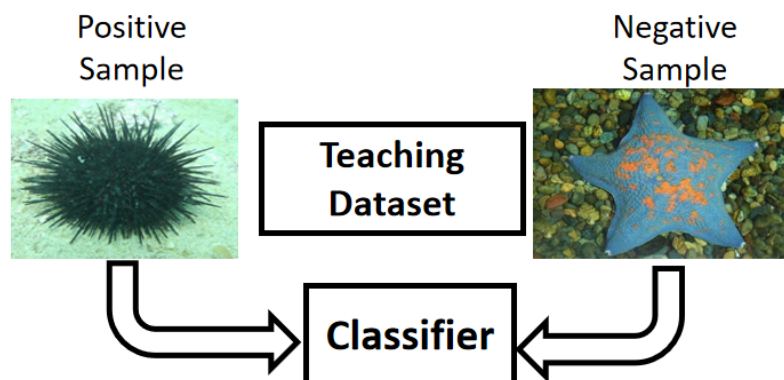 Positive
Sample
Negative
Sample
Teaching
Dataset
Classifier